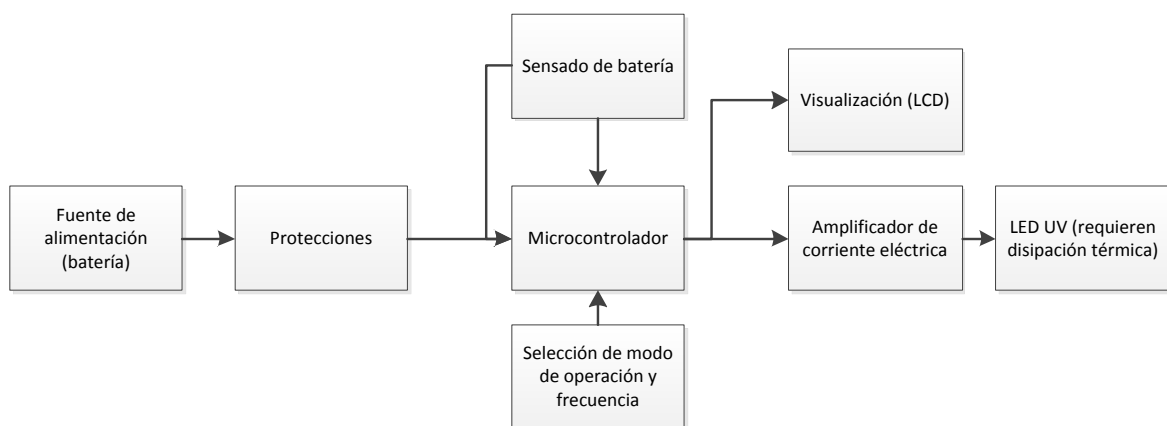 Sensado de batería
Visualización (LCD)
Fuente de
alimentación
(batería)
Protecciones
Microcontrolador
Amplificador de
corriente eléctrica
LED UV (requieren
disipación térmica)
Selección de modo
de operación y
frecuencia